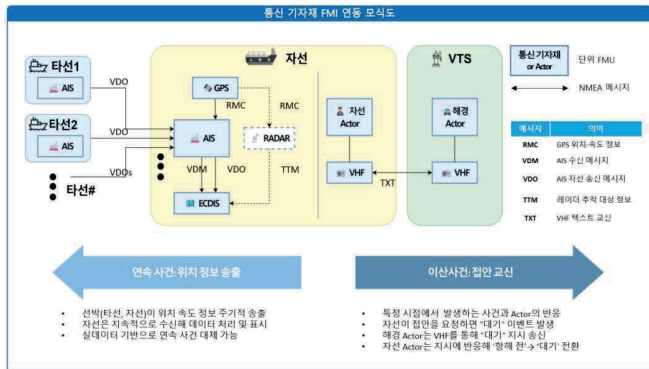 통신 기자재 FMI 연동 모식도
타선1
AIS
VDO
타선2
AIS
VDO
VDOs
타선#
자선
GPS
RMC
RMC
AIS
RADAR
VDM
VDO
TTM
ECDIS
자선
Actor
VHF
TXT
VTS
해경
Actor
VHF
통신 기자재
or Actor
단위 FMU
NMEA 메시지
메시지 의미
RMC GPS 위치·속도 정보
VDM AIS 수신 메시지
VDO AIS 자선 송신 메시지
TTM 레이더 추적 대상 정보
TXT VHF 텍스트 교신
연속 사건: 위치 정보 송출
• 선박(타선, 자선)이 위치 속도 정보 주기적 송출
• 자선은 지속적으로 수신해 데이터 처리 및 표시
• 실데이터 기반으로 연속 사건 대체 가능
이산사건: 접안 교신
• 특정 시점에서 발생하는 사건과 Actor의 반응
• 자선이 접안을 요청하면 "대기" 이벤트 발생
• 해경 Actor는 VHF를 통해 "대기" 지시 송신
• 자선 Actor는 지시에 반응해 '항해 전'→ '대기' 전환